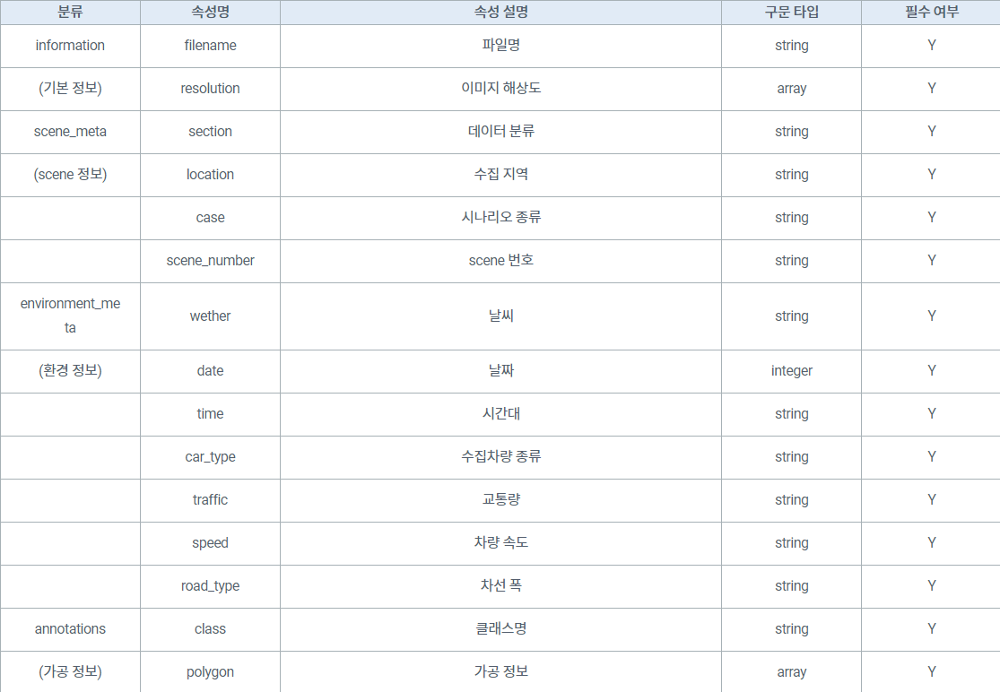 분류 속성명 속성 설명 구문 타입 필수 여부
information filename 파일명 string Y
(기본 정보) resolution 이미지 해상도 array Y
scene_meta section 데이터 분류 string Y
(scene 정보) location 수집 지역 string Y
case 시나리오 종류 string Y
scene_number scene 번호 string Y
environment_me
ta wether 날씨 string Y
(환경 정보) date 날짜 integer Y
time 시간대 string Y
car_type 수집차량 종류 string Y
traffic 교통량 string Y
speed 차량 속도 string Y
road_type 차선 폭 string Y
annotations class 클래스명 string Y
(가공 정보) polygon 가공 정보 array Y